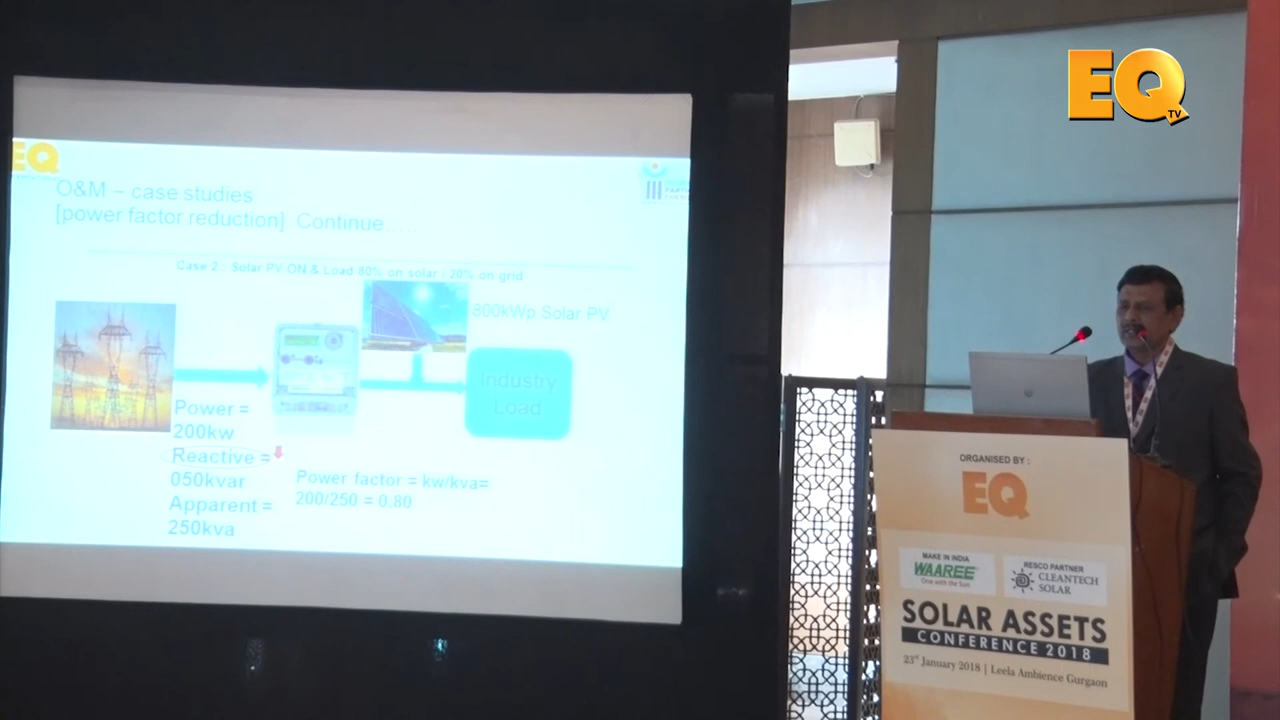 EQ
TV
EQ
O&M – case studies
[power factor reduction] Continue.....
Case 2 : Solar PV ON & Load 80% on solar / 20% on grid
800kWp Solar PV
Industry
Load
Power =
200kw
Reactive =
050kvar
Apparent =
250kva
Power factor = kw/kva=
200/250 = 0.80
ORGANISED BY :
EQ
MAKE IN INDIA
WAAREE
One with the Sun
RESCO PARTNER
CLEANTECH
SOLAR
SOLAR ASSETS
CONFERENCE 2018
23rd January 2018 | Leela Ambience Gurgaon